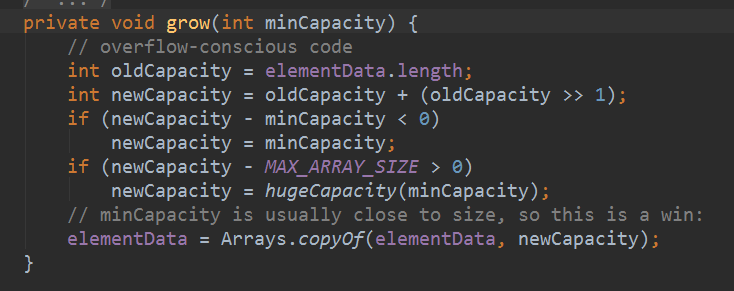 / ... /
private void grow(int minCapacity) {
    // overflow-conscious code
    int oldCapacity = elementData.length;
    int newCapacity = oldCapacity + (oldCapacity >> 1);
    if (newCapacity - minCapacity < 0)
        newCapacity = minCapacity;
    if (newCapacity - MAX_ARRAY_SIZE > 0)
        newCapacity = hugeCapacity(minCapacity);
    // minCapacity is usually close to size, so this is a win:
    elementData = Arrays.copyOf(elementData, newCapacity);
}